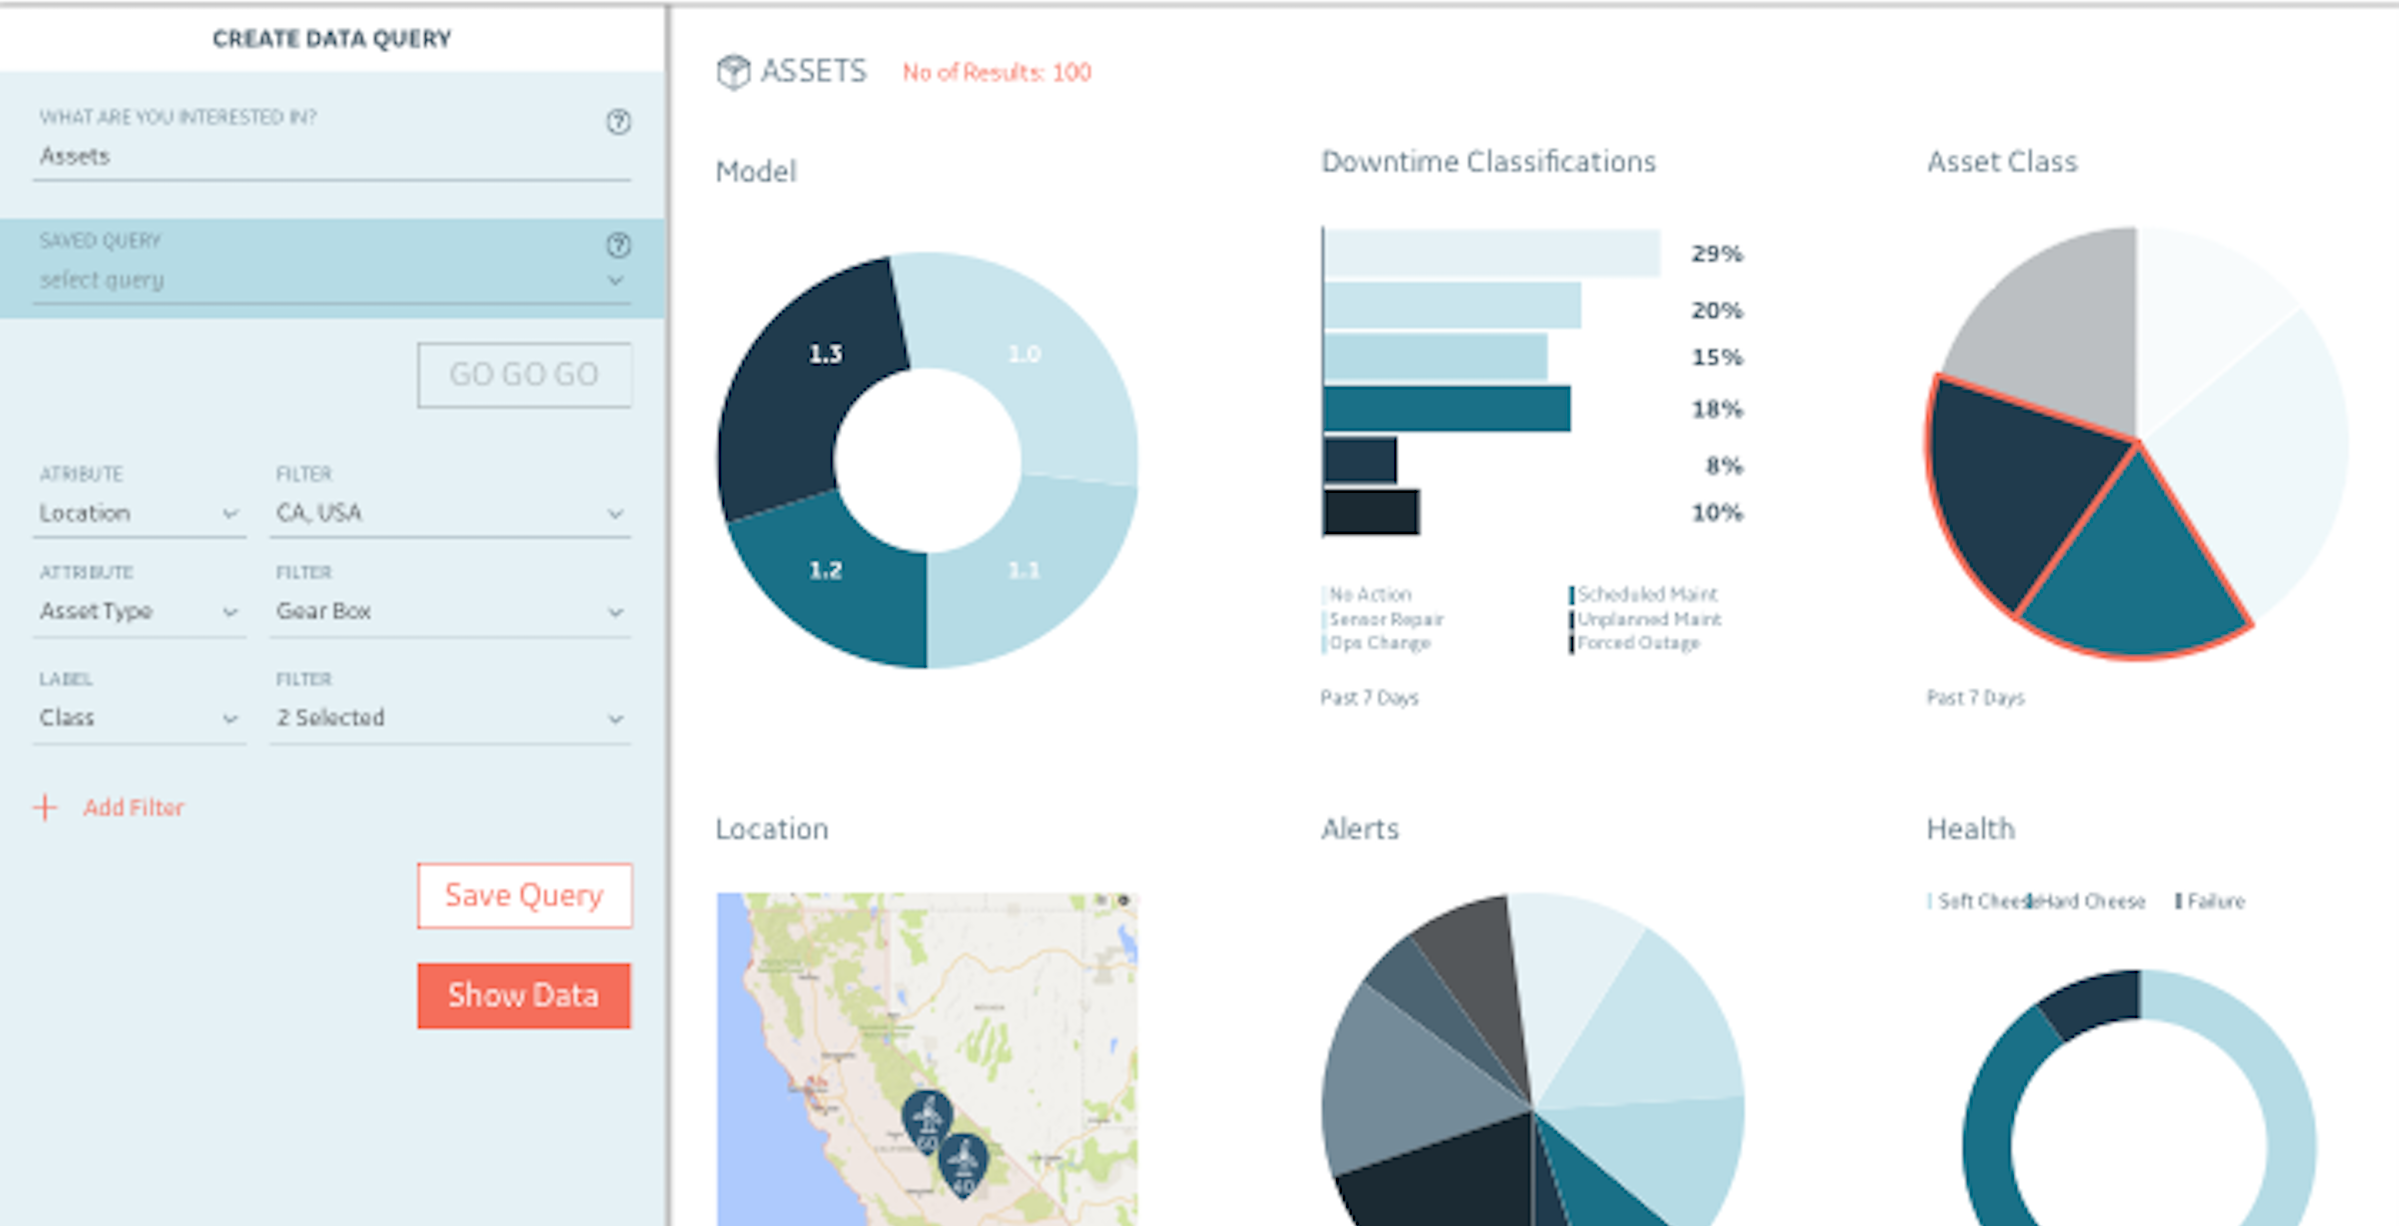 CREATE DATA QUERY
WHAT ARE YOU INTERESTED IN?
Assets
SAVED QUERY
select query
GO GO GO
ATRIBUTE FILTER
Location CA, USA
ATTRIBUTE FILTER
Asset Type Gear Box
LABEL FILTER
Class 2 Selected
+ Add Filter
Save Query
Show Data
ASSETS No of Results: 100
Model
1.3 1.0
1.2 1.1
Downtime Classifications
29%
20%
15%
18%
8%
10%
No Action Scheduled Maint
Sensor Repair Unplanned Maint
Ops Change Forced Outage
Past 7 Days
Asset Class
Past 7 Days
Location
60
40
Alerts
Health
Soft Cheese Hard Cheese Failure